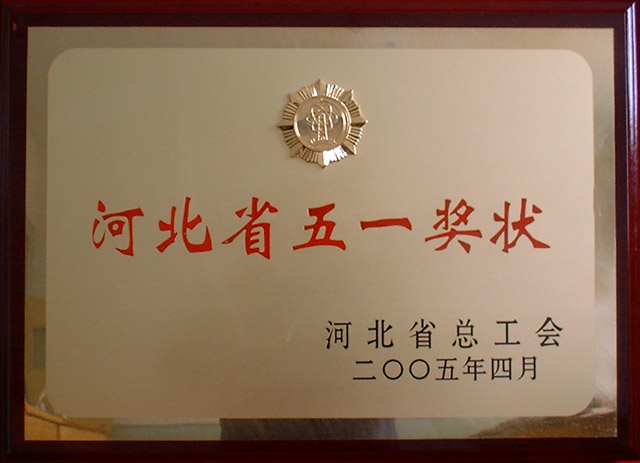 河北省五一奖状
河北省总工会
二〇〇五年四月